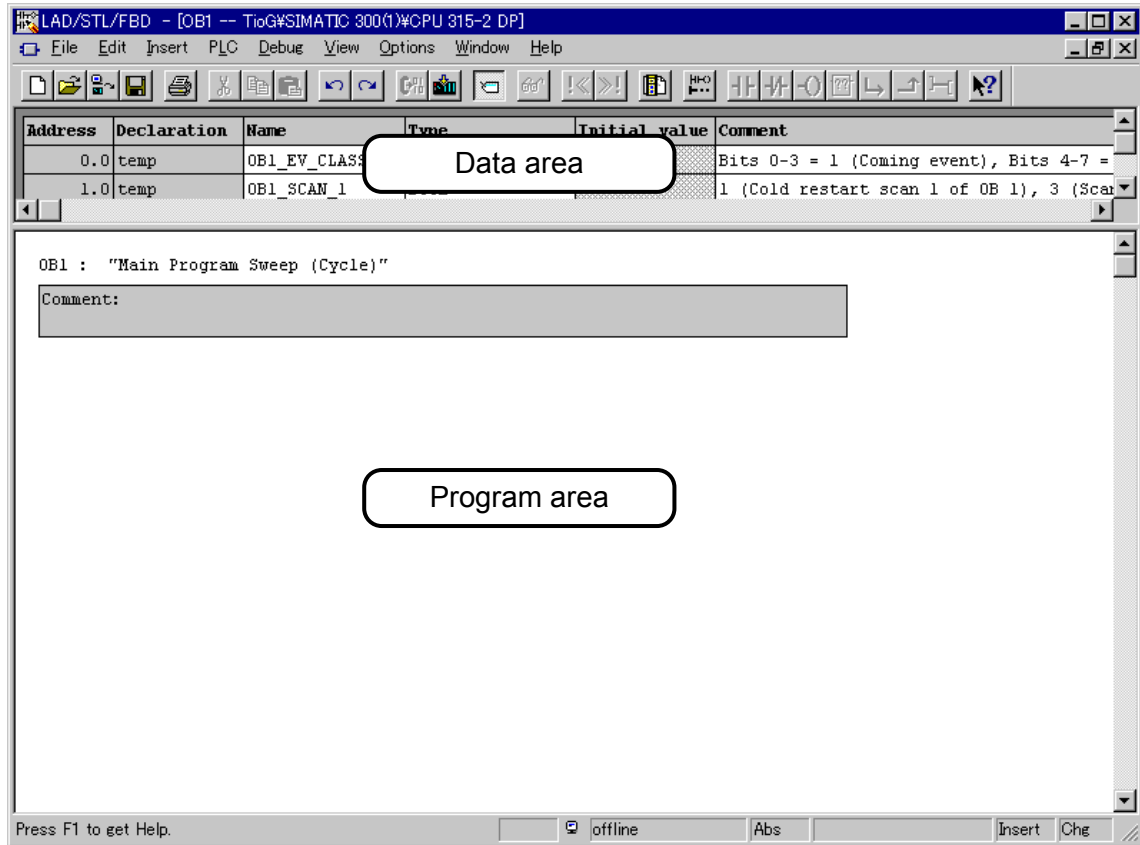 LAD/STL/FBD - [OB1 -- TioG¥SIMATIC 300(1)¥CPU 315-2 DP]
File Edit Insert PLC Debug View Options Window Help
Address Declaration Name Type Initial value Comment
0.0 temp OB1_EV_CLASS Bits 0-3 = 1 (Coming event), Bits 4-7 =
Data area
1.0 temp OB1_SCAN_1 1 (Cold restart scan 1 of OB 1), 3 (Scan
OB1 : "Main Program Sweep (Cycle)"
Comment:
Program area
Press F1 to get Help. offline Abs Insert Chg